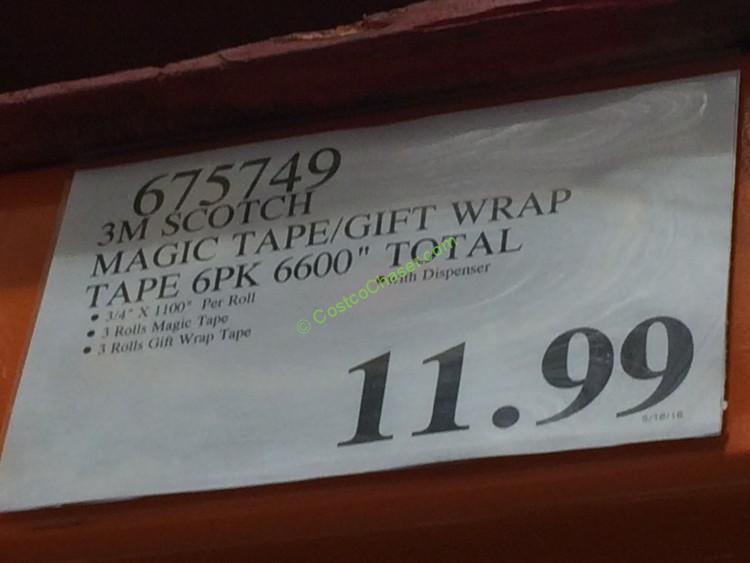 675749
3M SCOTCH
MAGIC TAPE/GIFT WRAP
TAPE 6PK 6600" TOTAL
• 3/4" X 1100" Per Roll
• With Dispenser
• 3 Rolls Magic Tape
• 3 Rolls Gift Wrap Tape
© CostcoChaser.com
11.99
5/16/16